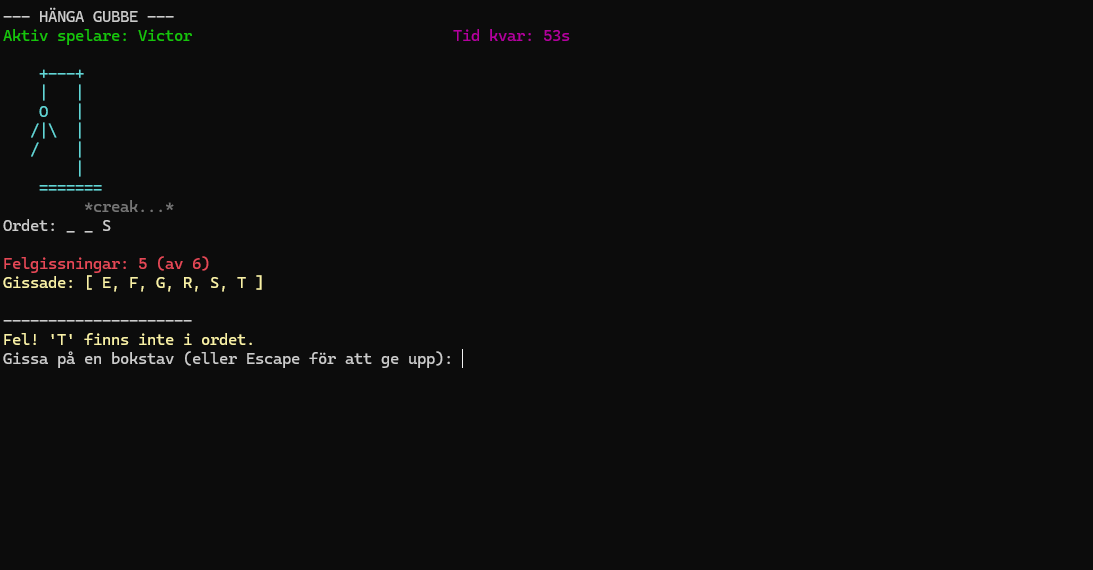 --- HÄNGA GUBBE ---
Aktiv spelare: Victor Tid kvar: 53s
    +---+
    |   |
    O   |
   /|\  |
   /    |
        |
    =======
         *creak...*
Ordet: _ _ S
Felgissningar: 5 (av 6)
Gissade: [ E, F, G, R, S, T ]
---------------------
Fel! 'T' finns inte i ordet.
Gissa på en bokstav (eller Escape för att ge upp):